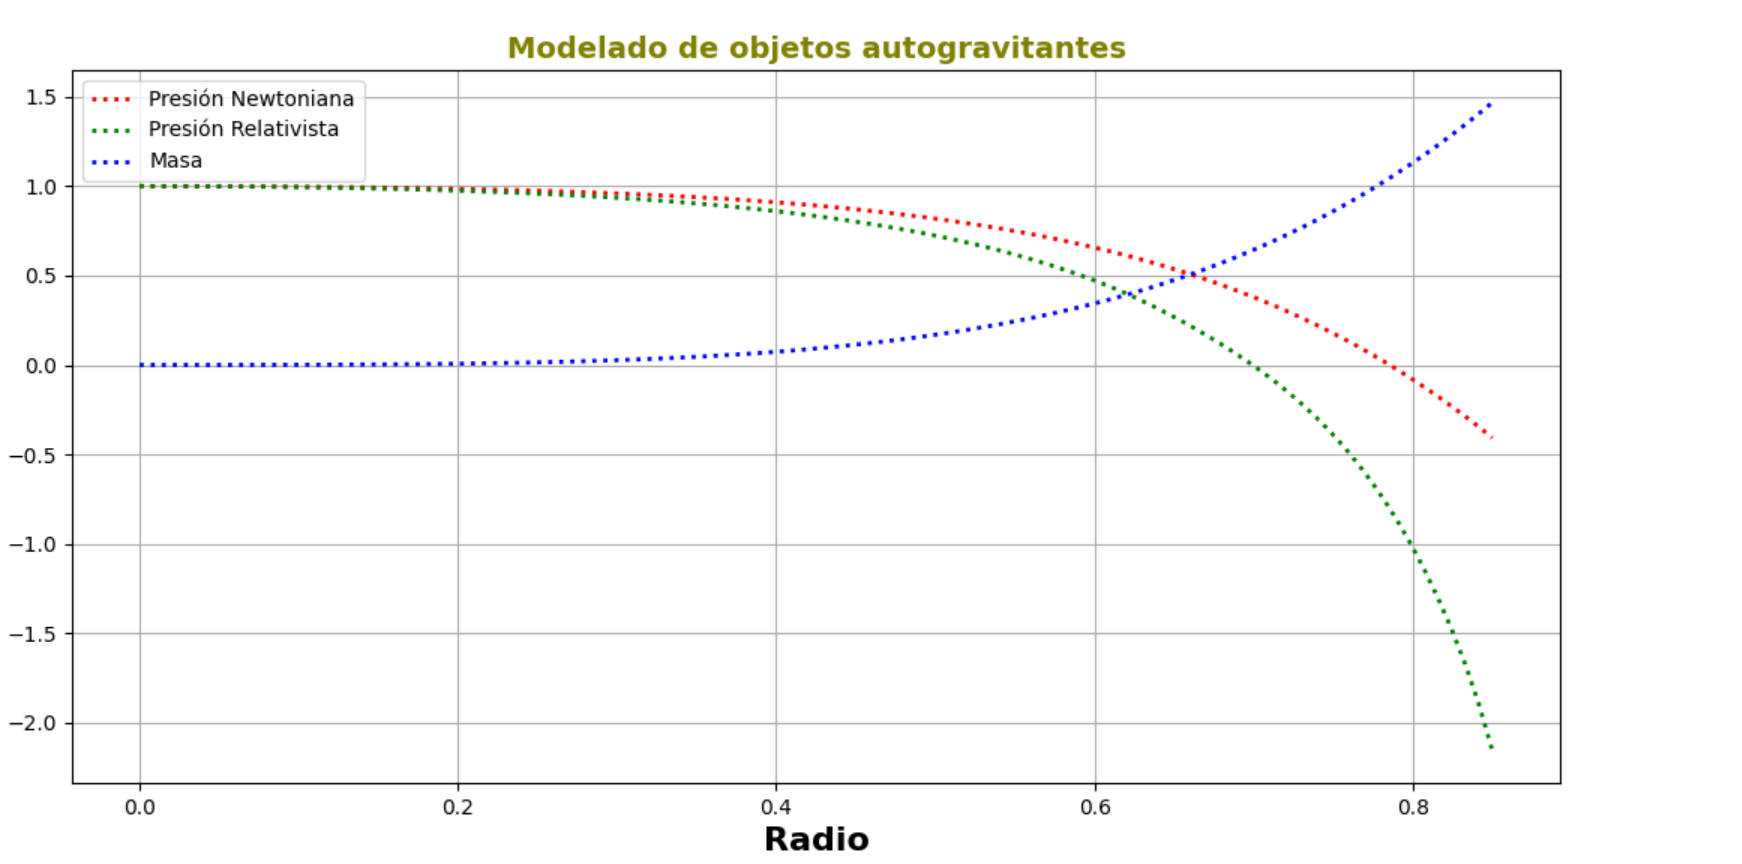 Modelado de objetos autogravitantes
Presión Newtoniana
Presión Relativista
Masa
1.5
1.0
0.5
0.0
−0.5
−1.0
−1.5
−2.0
0.0 0.2 0.4 0.6 0.8
Radio